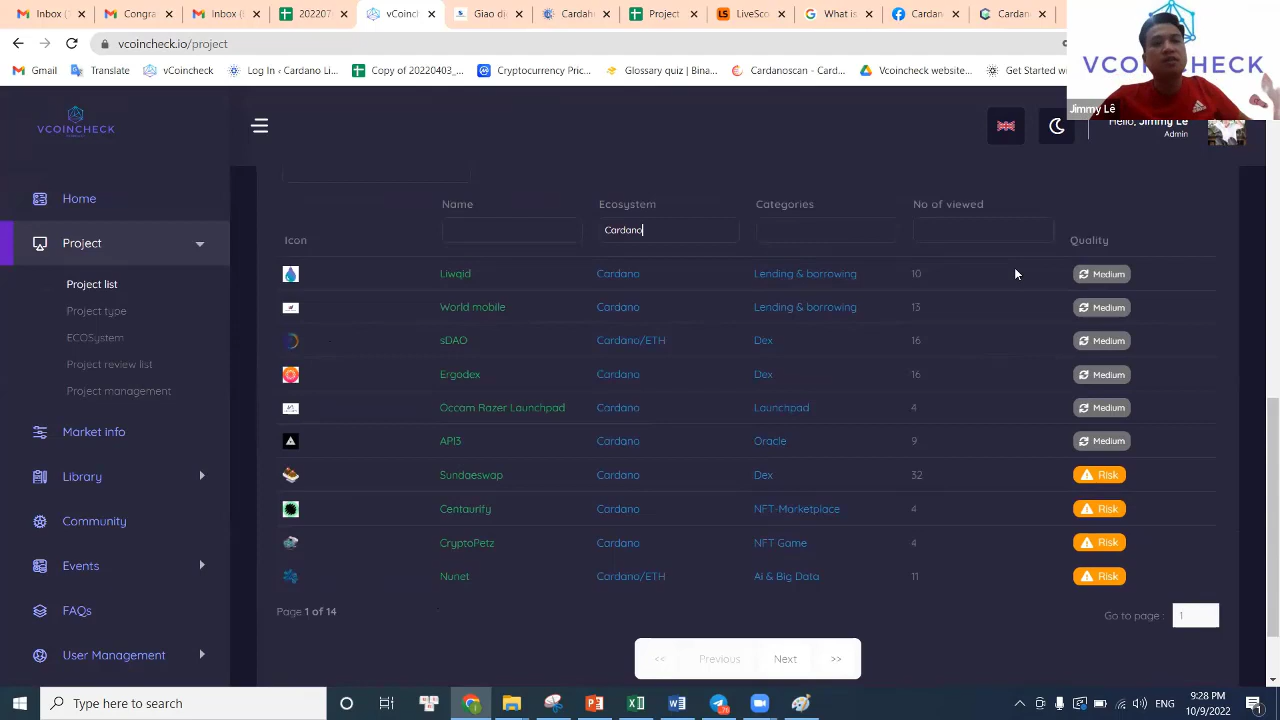 Inbox (
Inbox (
202207
vCoinc
Sao dị
Cardan
Project
LiveSco
What is
Cardan
Cardan
vcoincheck.io/project
Gmail
Translate
vCoincheck
Log In - Cardano Li...
Copy of 20220413_...
Coinmarketcap Pric...
Glossary quiz | Bina...
Cardanoscan - Card...
Vcoincheck websit...
Get Started w
VCOINCHECK
Jimmy Lê
VCOINCHECK
Hello, Jimmy Le
Admin
Home
Project
Project list
Project type
ECOSystem
Project review list
Project management
Market info
Library
Community
Events
FAQs
User Management
Name Ecosystem Categories No of viewed
Cardano
Icon Quality
Liwqid Cardano Lending & borrowing 10 Medium
World mobile Cardano Lending & borrowing 13 Medium
sDAO Cardano/ETH Dex 16 Medium
Ergodex Cardano Dex 16 Medium
Occam Razer Launchpad Cardano Launchpad 4 Medium
API3 Cardano Oracle 9 Medium
Sundaeswap Cardano Dex 32 Risk
Centaurify Cardano NFT-Marketplace 4 Risk
CryptoPetz Cardano NFT Game 4 Risk
Nunet Cardano/ETH Ai & Big Data 11 Risk
Page 1 of 14
Go to page : 1
<< Previous Next >>
Type here to search
ENG
9:28 PM
10/9/2022